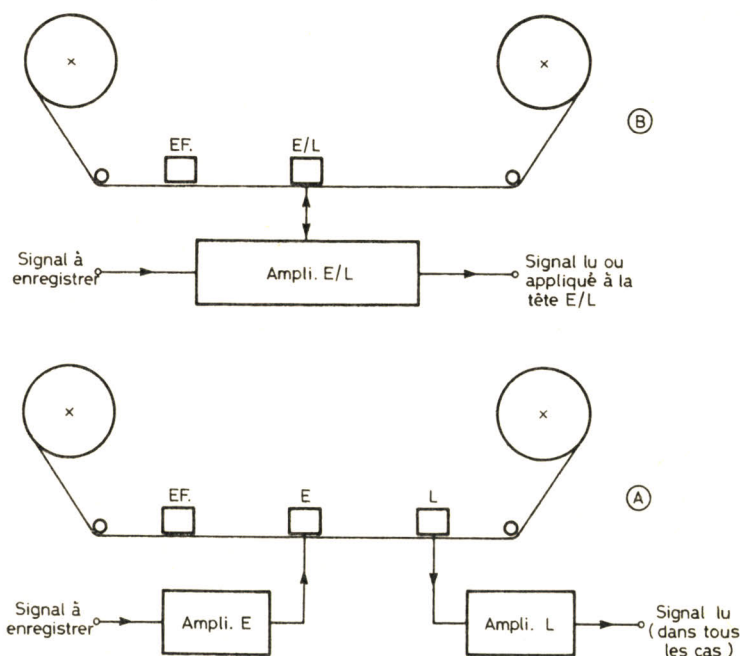 B
EF.
E/L
Signal à
enregistrer
Ampli. E/L
Signal lu ou
appliqué à la
tête E/L
A
EF.
E
L
Signal à
enregistrer
Ampli. E
Ampli. L
Signal lu
(dans tous
les cas)